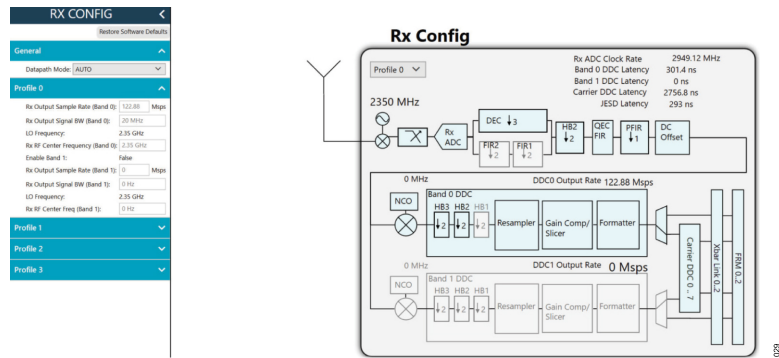 RX CONFIG <
Restore Software Defaults
General
Datapath Mode: AUTO
Profile 0
Rx Output Sample Rate (Band 0): 122.88 Msps
Rx Output Signal BW (Band 0): 20 MHz
LO Frequency: 2.35 GHz
Rx RF Center Frequency (Band 0): 2.35 GHz
Enable Band 1: False
Rx Output Sample Rate (Band 1): 0 Msps
Rx Output Signal BW (Band 1): 0 Hz
LO Frequency: 2.35 GHz
Rx RF Center Freq (Band 1): 0 Hz
Profile 1
Profile 2
Profile 3
Rx Config
Profile 0
Rx ADC Clock Rate 2949.12 MHz
Band 0 DDC Latency 301.4 ns
Band 1 DDC Latency 0 ns
Carrier DDC Latency 2756.8 ns
JESD Latency 293 ns
2350 MHz
Rx
ADC
DEC ↓3
FIR2
↓2
FIR1
↓2
HB2
↓2
QEC
FIR
PFIR
↓1
DC
Offset
0 MHz
DDC0 Output Rate 122.88 Msps
NCO
Band 0 DDC
HB3 HB2 HB1
↓2 ↓2 ↓2
Resampler
Gain Comp/
Slicer
Formatter
0 MHz
DDC1 Output Rate 0 Msps
NCO
Band 1 DDC
HB3 HB2 HB1
↓2 ↓2 ↓2
Resampler
Gain Comp/
Slicer
Formatter
Carrier DDC 0 .. 7
Xbar Link 0..2
FRM 0..2
029